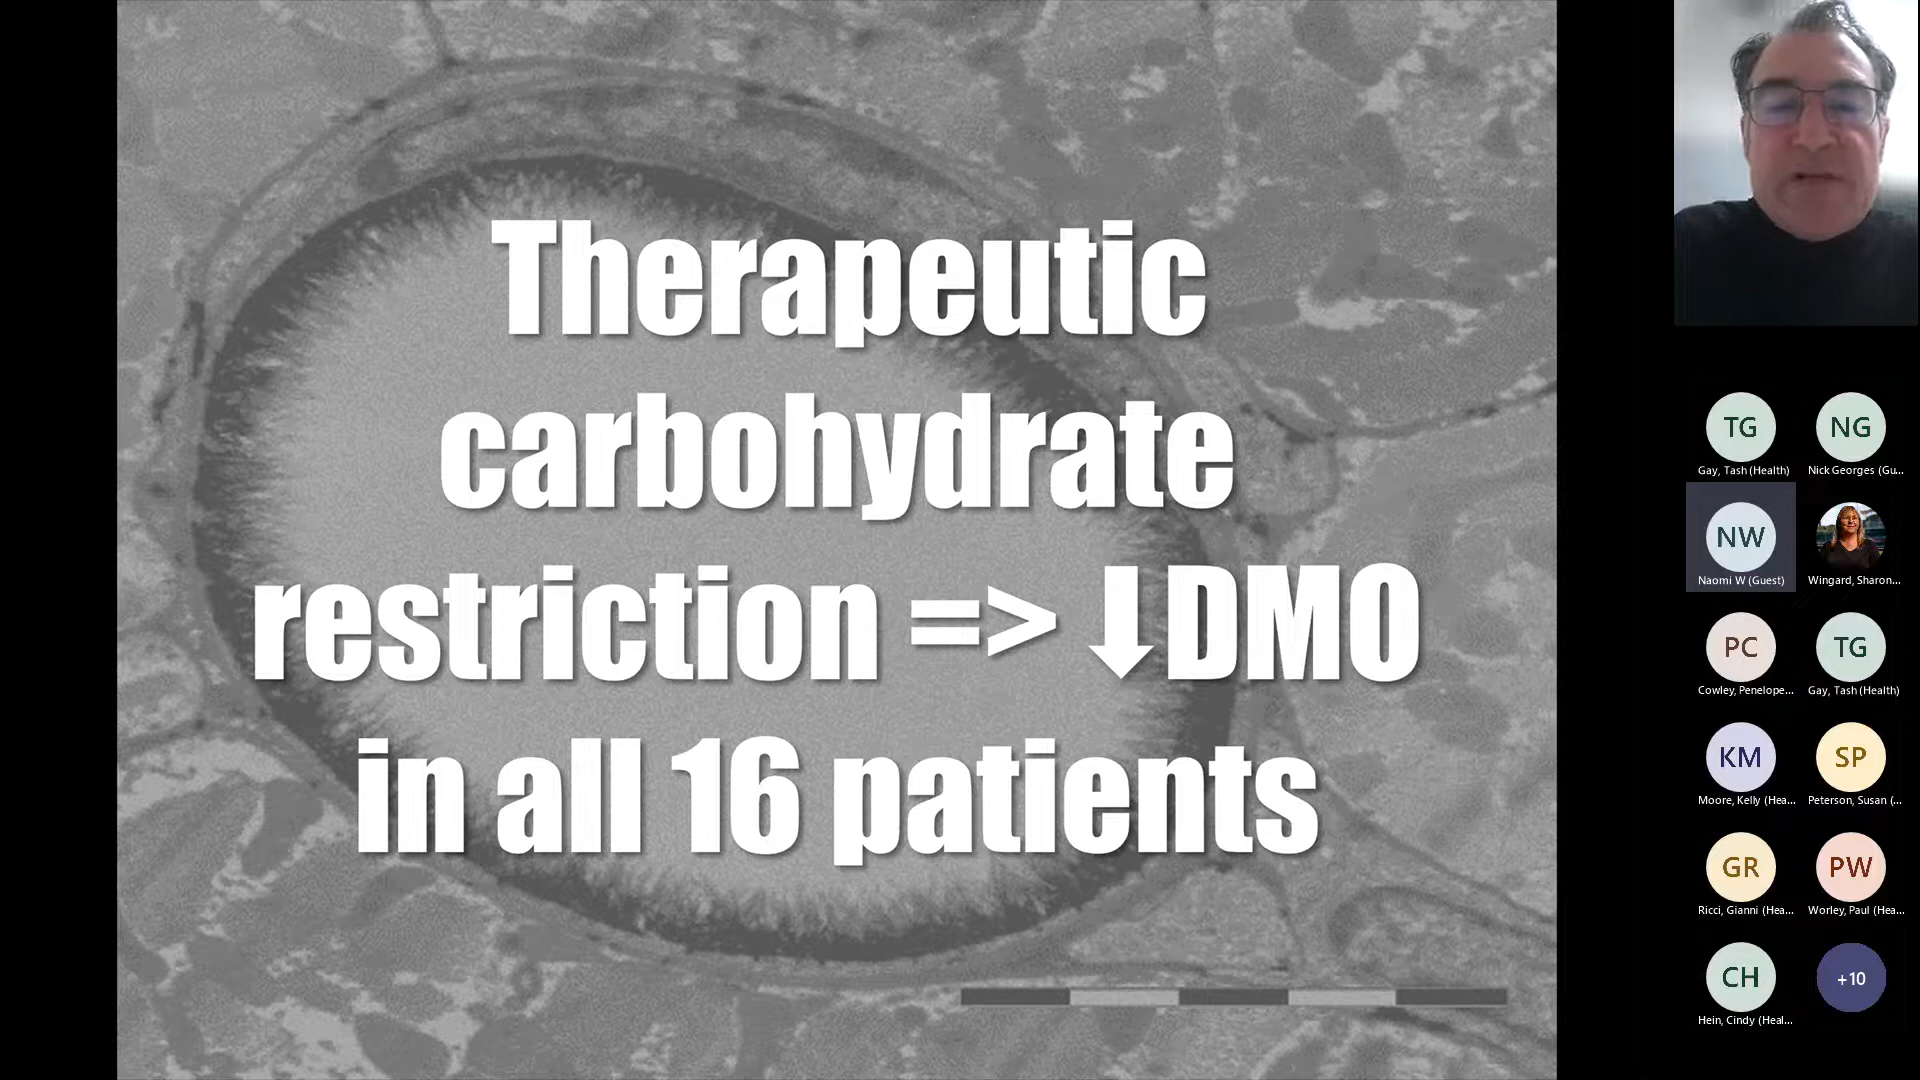 Therapeutic
carbohydrate
restriction => ⬇DMO
in all 16 patients
TG
Gay, Tash (Health)
NG
Nick Georges (Gu...
NW
Naomi W (Guest)
Wingard, Sharon...
PC
Cowley, Penelope...
TG
Gay, Tash (Health)
KM
Moore, Kelly (Hea...
SP
Peterson, Susan (...
GR
Ricci, Gianni (Hea...
PW
Worley, Paul (Hea...
CH
Hein, Cindy (Heal...
+10